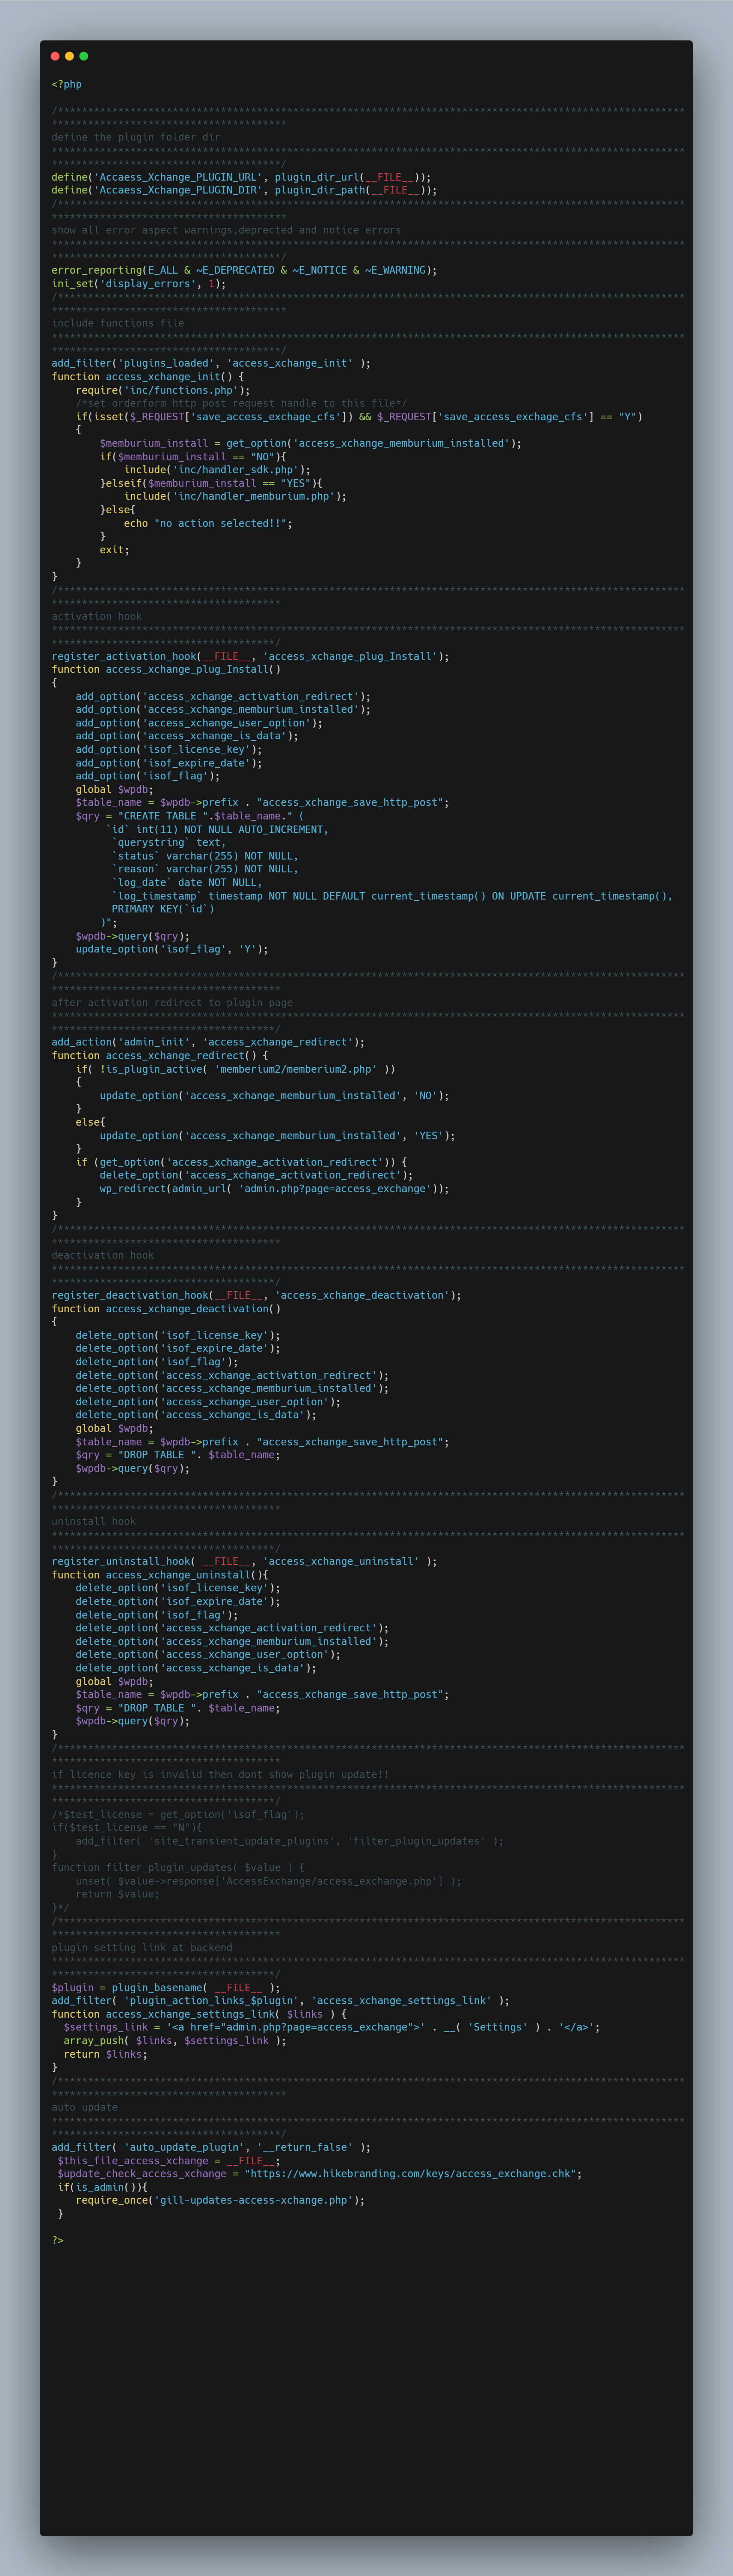 <?php
/********************************************************************************************************
***************************************
define the plugin folder dir
*********************************************************************************************************
**************************************/
define('Accaess_Xchange_PLUGIN_URL', plugin_dir_url(__FILE__));
define('Accaess_Xchange_PLUGIN_DIR', plugin_dir_path(__FILE__));
/********************************************************************************************************
***************************************
show all error aspect warnings,deprected and notice errors
*********************************************************************************************************
**************************************/
error_reporting(E_ALL & ~E_DEPRECATED & ~E_NOTICE & ~E_WARNING);
ini_set('display_errors', 1);
/********************************************************************************************************
***************************************
include functions file
*********************************************************************************************************
**************************************/
add_filter('plugins_loaded', 'access_xchange_init' );
function access_xchange_init() {
    require('inc/functions.php');
    /*set orderform http post request handle to this file*/
    if(isset($_REQUEST['save_access_exchage_cfs']) && $_REQUEST['save_access_exchage_cfs'] == "Y")
    {
        $memburium_install = get_option('access_xchange_memburium_installed');
        if($memburium_install == "NO"){
            include('inc/handler_sdk.php');
        }elseif($memburium_install == "YES"){
            include('inc/handler_memburium.php');
        }else{
            echo "no action selected!!";
        }
        exit;
    }
}
/********************************************************************************************************
**************************************
activation hook
*********************************************************************************************************
*************************************/
register_activation_hook(__FILE__, 'access_xchange_plug_Install');
function access_xchange_plug_Install()
{
    add_option('access_xchange_activation_redirect');
    add_option('access_xchange_memburium_installed');
    add_option('access_xchange_user_option');
    add_option('access_xchange_is_data');
    add_option('isof_license_key');
    add_option('isof_expire_date');
    add_option('isof_flag');
    global $wpdb;
    $table_name = $wpdb->prefix . "access_xchange_save_http_post";
    $qry = "CREATE TABLE ".$table_name." (
         `id` int(11) NOT NULL AUTO_INCREMENT,
          `querystring` text,
          `status` varchar(255) NOT NULL,
          `reason` varchar(255) NOT NULL,
          `log_date` date NOT NULL,
          `log_timestamp` timestamp NOT NULL DEFAULT current_timestamp() ON UPDATE current_timestamp(),
          PRIMARY KEY(`id`)
        )";
    $wpdb->query($qry);
    update_option('isof_flag', 'Y');
}
/********************************************************************************************************
**************************************
after activation redirect to plugin page
*********************************************************************************************************
*************************************/
add_action('admin_init', 'access_xchange_redirect');
function access_xchange_redirect() {
    if( !is_plugin_active( 'memberium2/memberium2.php' ))
    {
        update_option('access_xchange_memburium_installed', 'NO');
    }
    else{
        update_option('access_xchange_memburium_installed', 'YES');
    }
    if (get_option('access_xchange_activation_redirect')) {
        delete_option('access_xchange_activation_redirect');
        wp_redirect(admin_url( 'admin.php?page=access_exchange'));
    }
}
/********************************************************************************************************
**************************************
deactivation hook
*********************************************************************************************************
*************************************/
register_deactivation_hook(__FILE__, 'access_xchange_deactivation');
function access_xchange_deactivation()
{
    delete_option('isof_license_key');
    delete_option('isof_expire_date');
    delete_option('isof_flag');
    delete_option('access_xchange_activation_redirect');
    delete_option('access_xchange_memburium_installed');
    delete_option('access_xchange_user_option');
    delete_option('access_xchange_is_data');
    global $wpdb;
    $table_name = $wpdb->prefix . "access_xchange_save_http_post";
    $qry = "DROP TABLE ". $table_name;
    $wpdb->query($qry);
}
/********************************************************************************************************
**************************************
uninstall hook
*********************************************************************************************************
*************************************/
register_uninstall_hook( __FILE__, 'access_xchange_uninstall' );
function access_xchange_uninstall(){
    delete_option('isof_license_key');
    delete_option('isof_expire_date');
    delete_option('isof_flag');
    delete_option('access_xchange_activation_redirect');
    delete_option('access_xchange_memburium_installed');
    delete_option('access_xchange_user_option');
    delete_option('access_xchange_is_data');
    global $wpdb;
    $table_name = $wpdb->prefix . "access_xchange_save_http_post";
    $qry = "DROP TABLE ". $table_name;
    $wpdb->query($qry);
}
/********************************************************************************************************
**************************************
if licence key is invalid then dont show plugin update!!
*********************************************************************************************************
*************************************/
/*$test_license = get_option('isof_flag');
if($test_license == "N"){
    add_filter( 'site_transient_update_plugins', 'filter_plugin_updates' );
}
function filter_plugin_updates( $value ) {
    unset( $value->response['AccessExchange/access_exchange.php'] );
    return $value;
}*/
/********************************************************************************************************
**************************************
plugin setting link at backend
*********************************************************************************************************
*************************************/
$plugin = plugin_basename( __FILE__ );
add_filter( 'plugin_action_links_$plugin', 'access_xchange_settings_link' );
function access_xchange_settings_link( $links ) {
  $settings_link = '<a href="admin.php?page=access_exchange">' . __( 'Settings' ) . '</a>';
  array_push( $links, $settings_link );
  return $links;
}
/********************************************************************************************************
***************************************
auto update
*********************************************************************************************************
**************************************/
add_filter( 'auto_update_plugin', '__return_false' );
 $this_file_access_xchange = __FILE__;
 $update_check_access_xchange = "https://www.hikebranding.com/keys/access_exchange.chk";
 if(is_admin()){
    require_once('gill-updates-access-xchange.php');
 }
?>